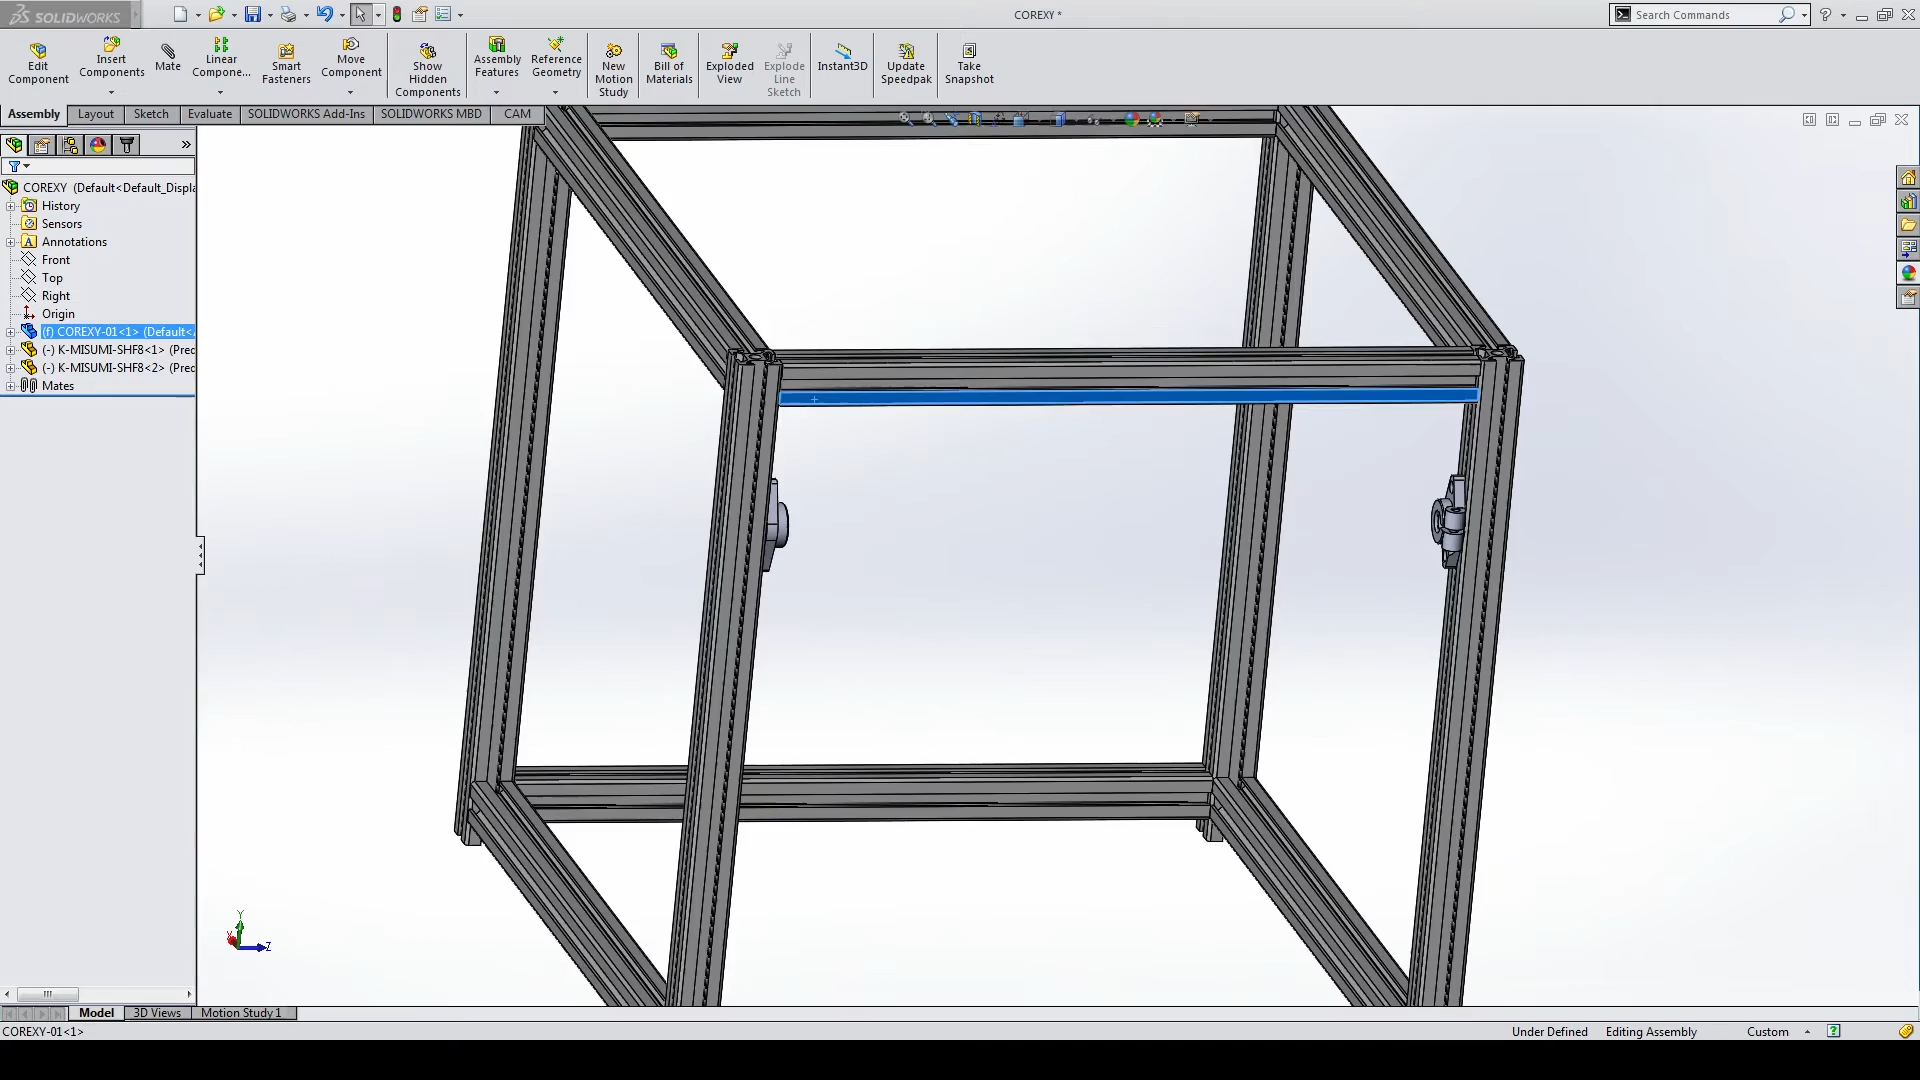 SOLIDWORKS
COREXY *
Search Commands
Edit Component
Insert Components
Mate
Linear Compone...
Smart Fasteners
Move Component
Show Hidden Components
Assembly Features
Reference Geometry
New Motion Study
Bill of Materials
Exploded View
Explode Line Sketch
Instant3D
Update Speedpak
Take Snapshot
Assembly
Layout
Sketch
Evaluate
SOLIDWORKS Add-Ins
SOLIDWORKS MBD
CAM
COREXY (Default<Default_Displa
History
Sensors
Annotations
Front
Top
Right
Origin
(f) COREXY-01<1> (Default<
(-) K-MISUMI-SHF8<1> (Pred
(-) K-MISUMI-SHF8<2> (Pred
Mates
Y
X
Z
Model
3D Views
Motion Study 1
COREXY-01<1>
Under Defined
Editing Assembly
Custom